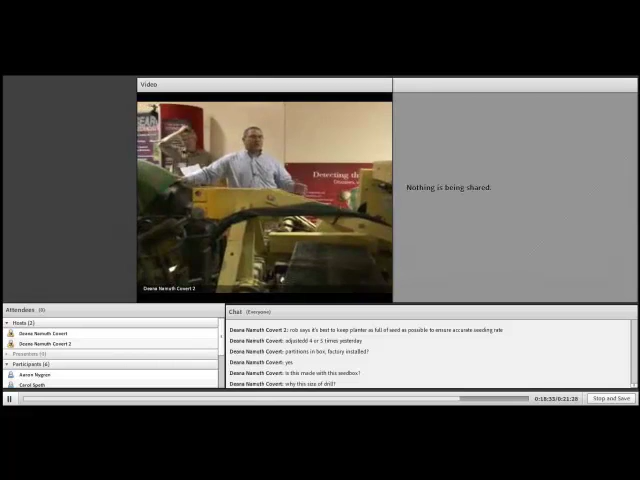 Video
Detecting th
Deana Namuth Covert 2
Nothing is being shared.
Attendees
Hosts (2)
Deana Namuth Covert
Deana Namuth Covert 2
Presenters (0)
Participants (6)
Aaron Nygren
Carol Speth
Chat (Everyone)
Deana Namuth Covert 2: rob says it's best to keep planter as full of seed as possible to ensure accurate seeding rate
Deana Namuth Covert: adjustedd 4 or 5 times yesterday
Deana Namuth Covert: partitions in box, factory installed?
Deana Namuth Covert: yes
Deana Namuth Covert: is this made with this seedbox?
Deana Namuth Covert: why this size of drill?
0:18:33/0:21:28
Stop and Save